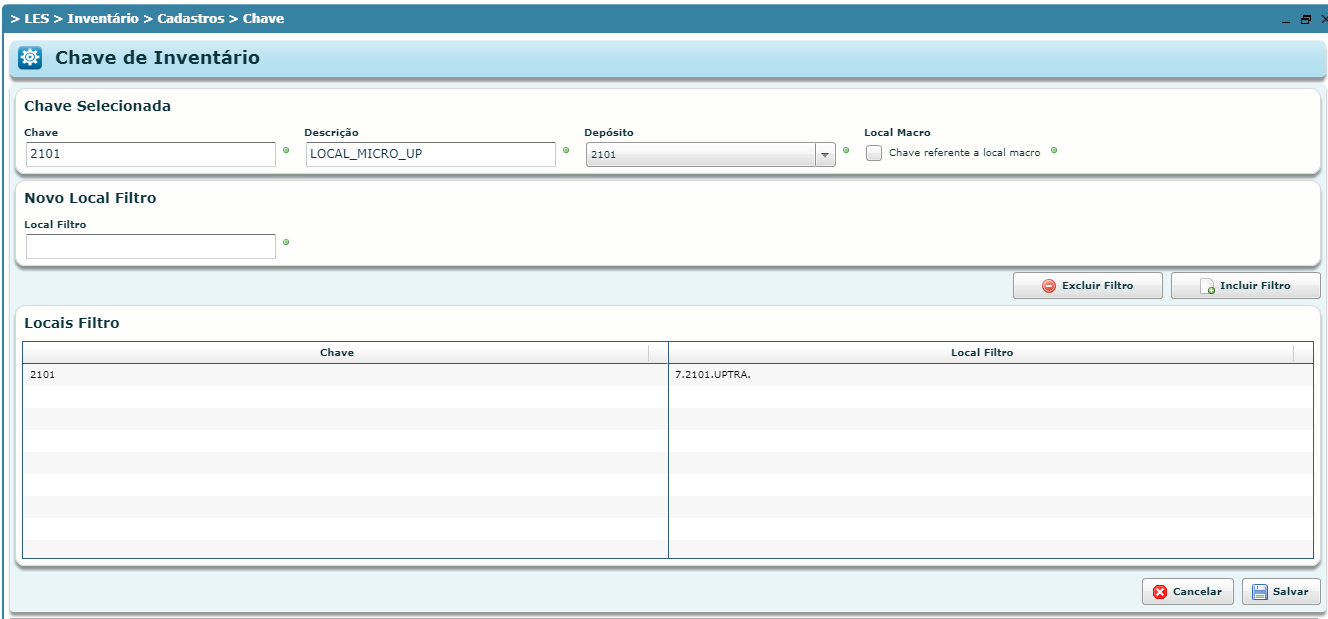 > LES > Inventário > Cadastros > Chave
Chave de Inventário
Chave Selecionada
Chave Descrição Depósito Local Macro
2101 LOCAL_MICRO_UP 2101 Chave referente a local macro
Novo Local Filtro
Local Filtro
Excluir Filtro Incluir Filtro
Locais Filtro
Chave Local Filtro
2101 7.2101.UPTRA.
Cancelar Salvar